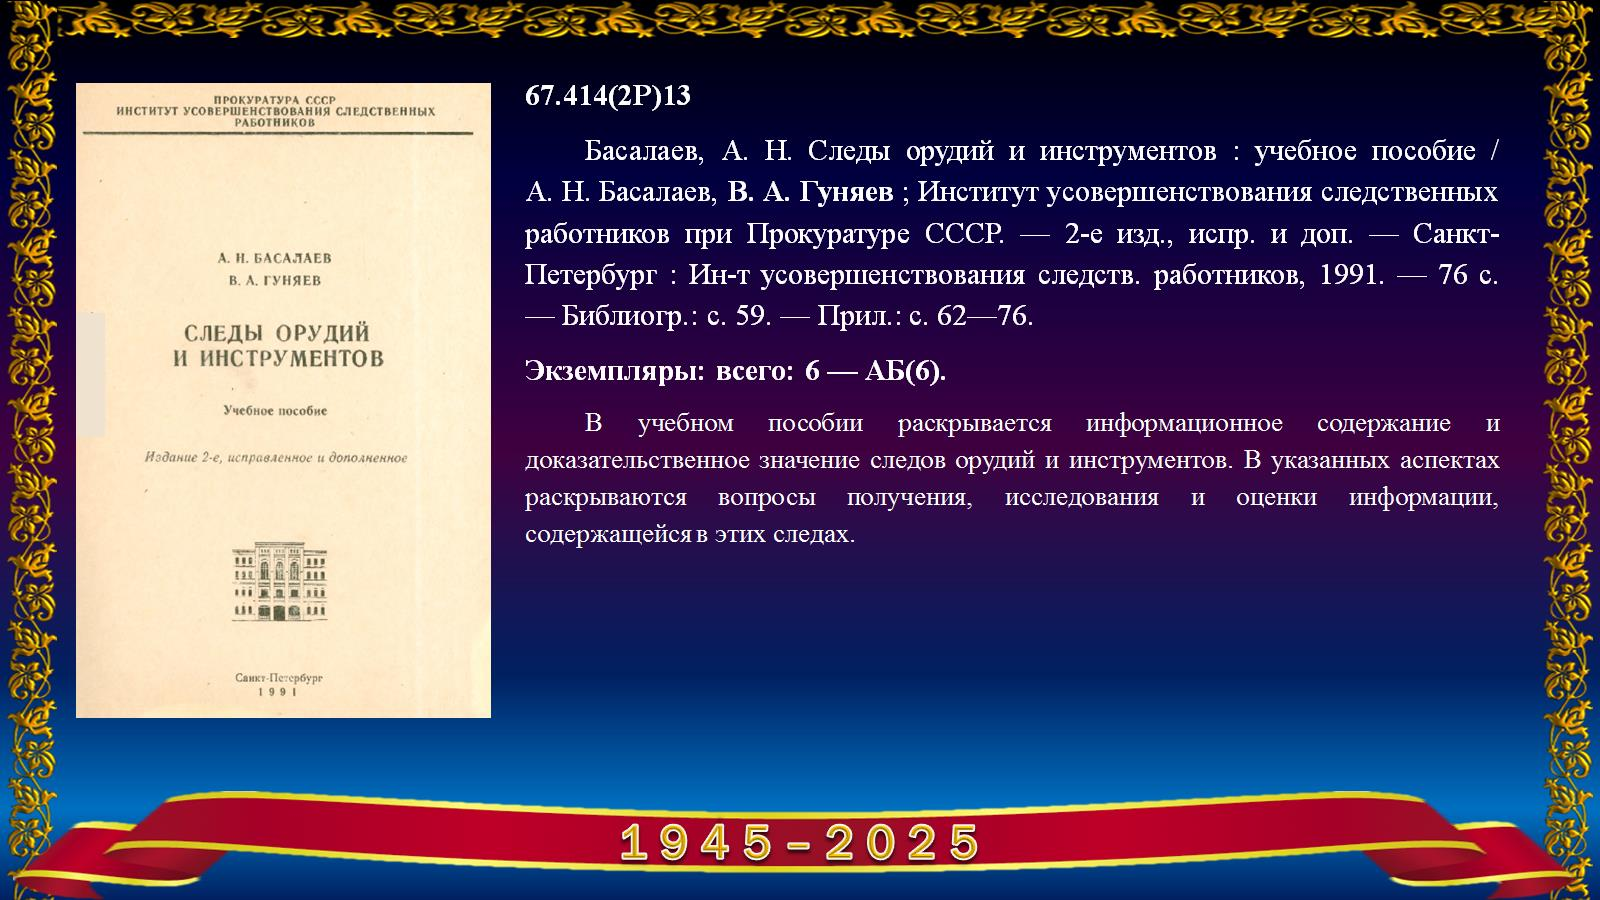 ПРОКУРАТУРА СССР
ИНСТИТУТ УСОВЕРШЕНСТВОВАНИЯ СЛЕДСТВЕННЫХ
РАБОТНИКОВ
А. Н. БАСАЛАЕВ
В. А. ГУНЯЕВ
СЛЕДЫ ОРУДИЙ
И ИНСТРУМЕНТОВ
Учебное пособие
Издание 2-е, исправленное и дополненное
Санкт-Петербург
1991
67.414(2Р)13
Басалаев, А. Н. Следы орудий и инструментов : учебное пособие /
А. Н. Басалаев, В. А. Гуняев ; Институт усовершенствования следственных
работников при Прокуратуре СССР. — 2-е изд., испр. и доп. — Санкт-
Петербург : Ин-т усовершенствования следств. работников, 1991. — 76 с.
— Библиогр.: с. 59. — Прил.: с. 62—76.
Экземпляры: всего: 6 — АБ(6).
В учебном пособии раскрывается информационное содержание и
доказательственное значение следов орудий и инструментов. В указанных аспектах
раскрываются вопросы получения, исследования и оценки информации,
содержащейся в этих следах.
1945–2025